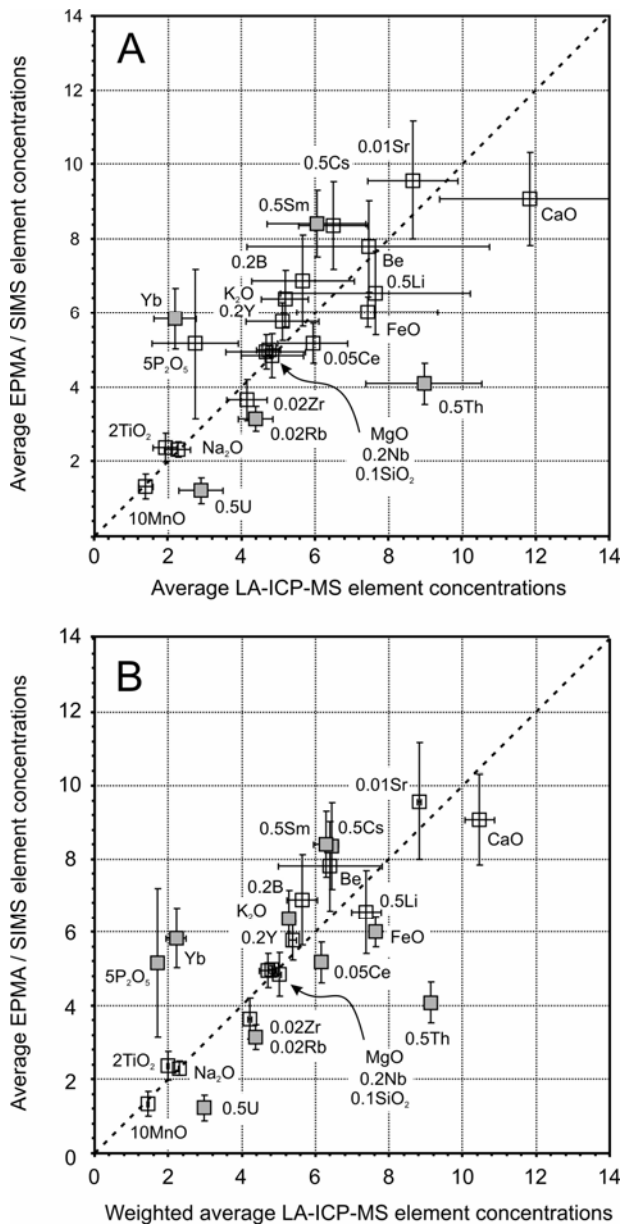 14
A
12
0.01Sr
10
0.5Cs
0.5Sm
CaO
8
0.2B
Be
Yb
K₂O
0.5Li
6
0.2Y
FeO
5P₂O₅
0.05Ce
4
0.5Th
0.02Zr
2TiO₂
0.02Rb
MgO
Na₂O
0.2Nb
2
0.1SiO₂
10MnO
0.5U
0 2 4 6 8 10 12 14
Average LA-ICP-MS element concentrations
Average EPMA / SIMS element concentrations
14
B
12
10
0.01Sr
0.5Sm
0.5Cs
CaO
8
0.2B
Be
K₂O
0.5Li
6
0.2Y
FeO
Yb
5P₂O₅
0.05Ce
4
0.5Th
0.02Zr
0.02Rb
MgO
2TiO₂
Na₂O
0.2Nb
2
0.1SiO₂
10MnO
0.5U
0
0 2 4 6 8 10 12 14
Weighted average LA-ICP-MS element concentrations
Average EPMA / SIMS element concentrations